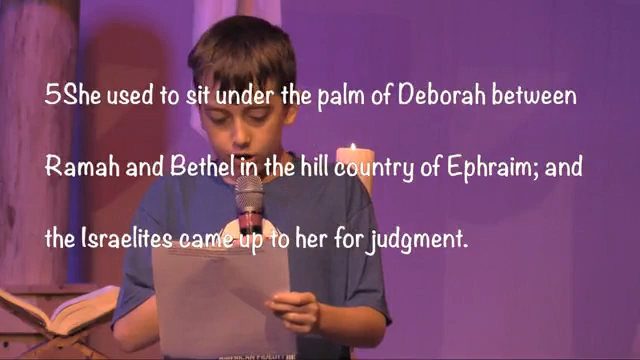 5She used to sit under the palm of Deborah between
Ramah and Bethel in the hill country of Ephraim; and
the Israelites came up to her for judgment.